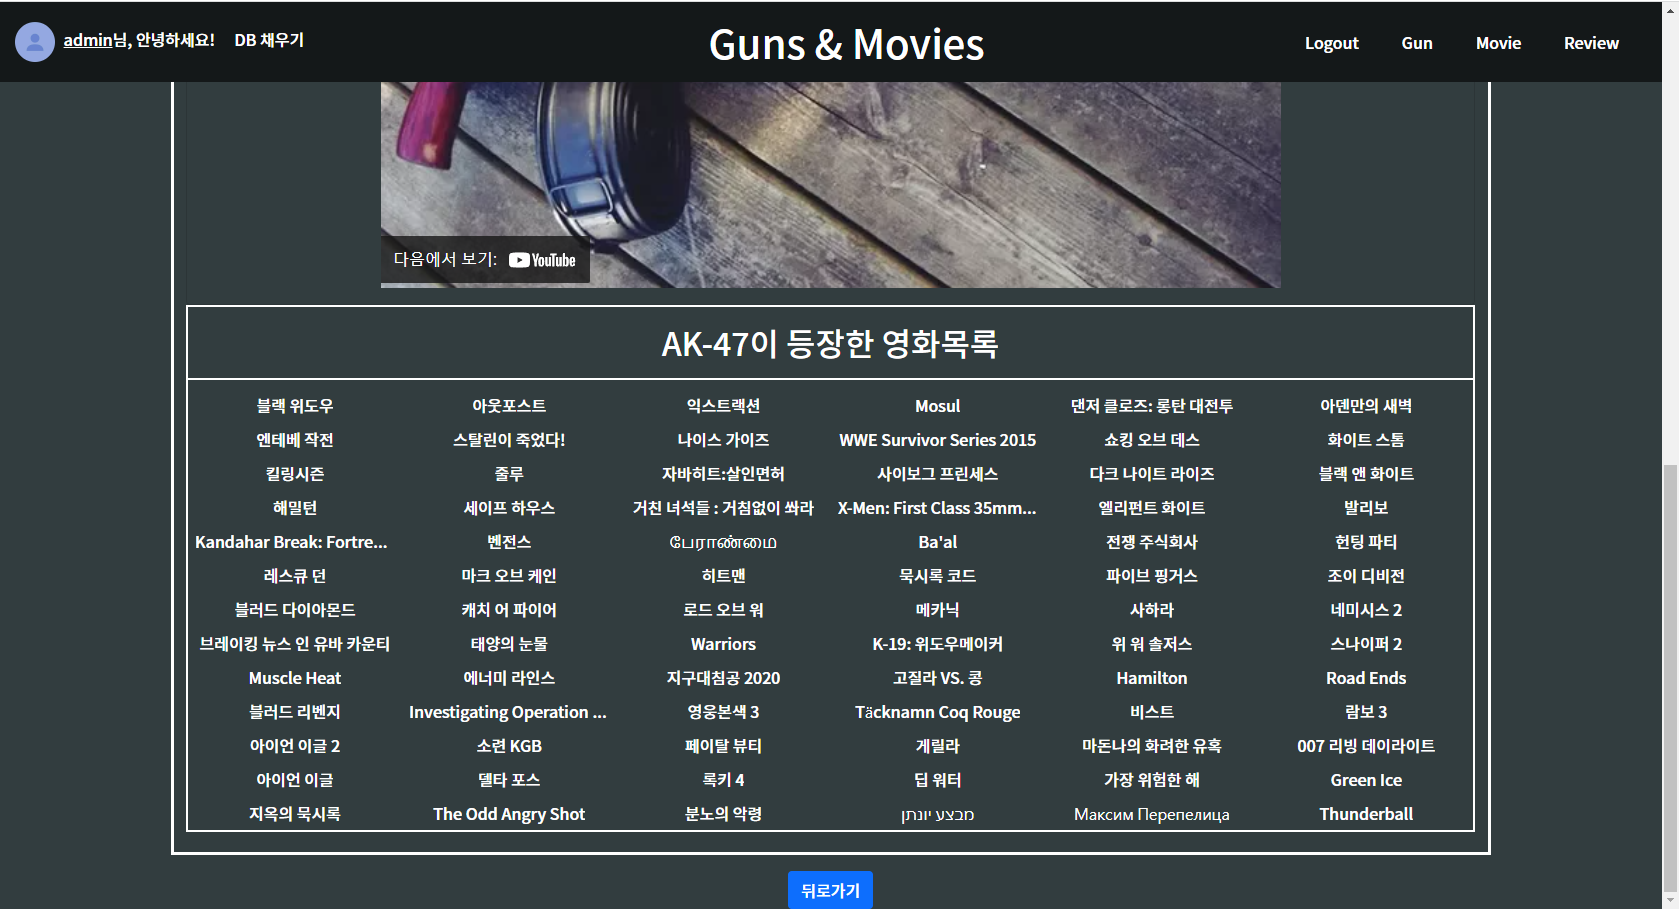 admin님, 안녕하세요! DB 채우기 Guns & Movies Logout Gun Movie Review
다음에서 보기: YouTube
AK-47이 등장한 영화목록
블랙 위도우 아웃포스트 익스트랙션 Mosul 댄저 클로즈: 롱탄 대전투 아덴만의 새벽
엔테베 작전 스탈린이 죽었다! 나이스 가이즈 WWE Survivor Series 2015 쇼킹 오브 데스 화이트 스톰
킬링시즌 줄루 자바히트:살인면허 사이보그 프린세스 다크 나이트 라이즈 블랙 앤 화이트
해밀턴 세이프 하우스 거친 녀석들 : 거침없이 쏴라 X-Men: First Class 35mm... 엘리펀트 화이트 발리보
Kandahar Break: Fortre... 벤전스 பேராண்மை Ba'al 전쟁 주식회사 헌팅 파티
레스큐 던 마크 오브 케인 히트맨 묵시록 코드 파이브 핑거스 조이 디비전
블러드 다이아몬드 캐치 어 파이어 로드 오브 워 메카닉 사하라 네미시스 2
브레이킹 뉴스 인 유바 카운티 태양의 눈물 Warriors K-19: 위도우메이커 위 워 솔저스 스나이퍼 2
Muscle Heat 에너미 라인스 지구대침공 2020 고질라 VS. 콩 Hamilton Road Ends
블러드 리벤지 Investigating Operation ... 영웅본색 3 Täcknamn Coq Rouge 비스트 람보 3
아이언 이글 2 소련 KGB 페이탈 뷰티 게릴라 마돈나의 화려한 유혹 007 리빙 데이라이트
아이언 이글 델타 포스 록키 4 딥 워터 가장 위험한 해 Green Ice
지옥의 묵시록 The Odd Angry Shot 분노의 악령 מבצע יונתן Максим Перепелица Thunderball
뒤로가기